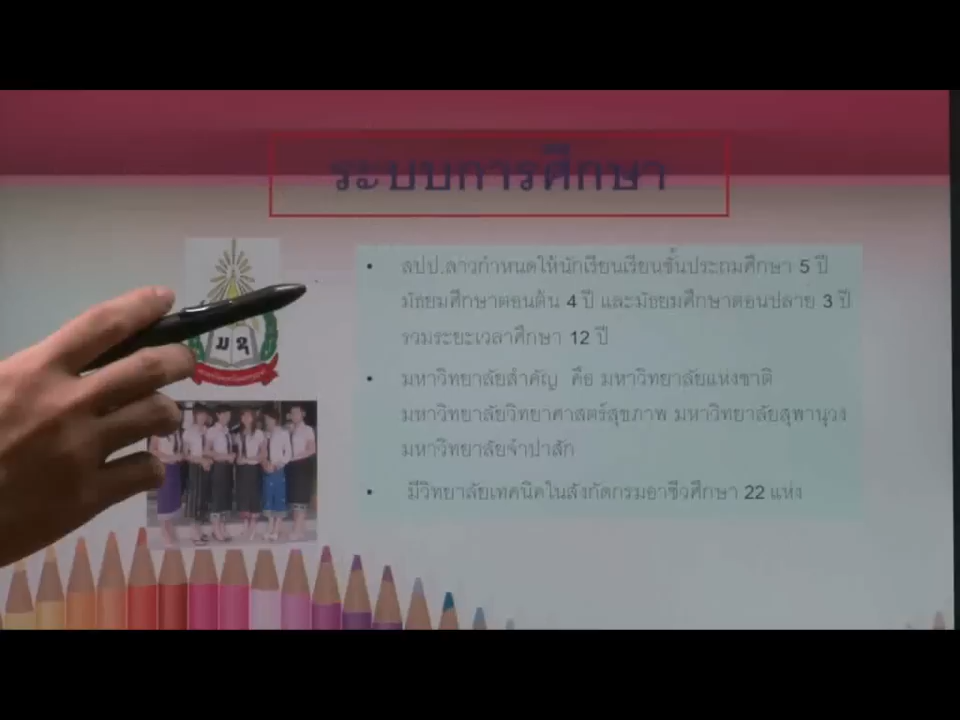 ระบบการศึกษา
• สปป.ลาวกำหนดให้นักเรียนเรียนชั้นประถมศึกษา 5 ปี
มัธยมศึกษาตอนต้น 4 ปี และมัธยมศึกษาตอนปลาย 3 ปี
รวมระยะเวลาศึกษา 12 ปี
• มหาวิทยาลัยสำคัญ คือ มหาวิทยาลัยแห่งชาติ
มหาวิทยาลัยวิทยาศาสตร์สุขภาพ มหาวิทยาลัยสุพานุวง
มหาวิทยาลัยจำปาสัก
• มีวิทยาลัยเทคนิคในสังกัดกรมอาชีวศึกษา 22 แห่ง
ມ ຊ